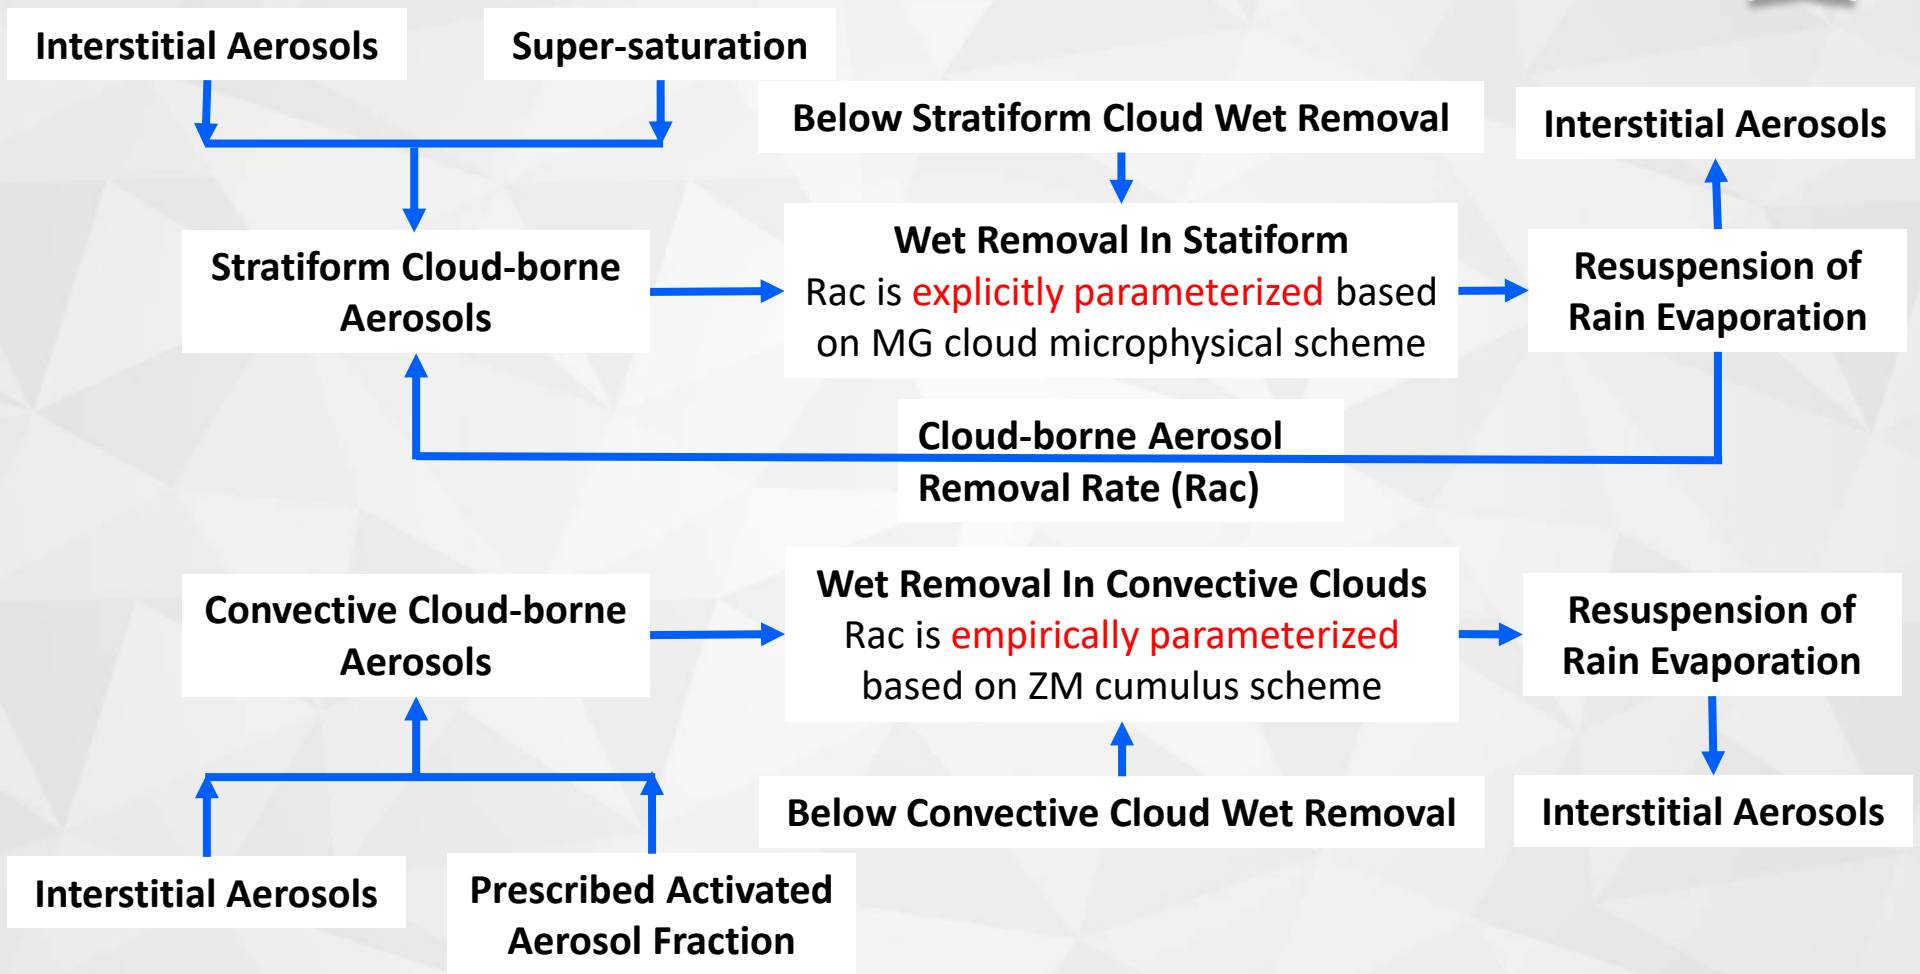 Interstitial Aerosols
Super-saturation
Below Stratiform Cloud Wet Removal
Interstitial Aerosols
Stratiform Cloud-borne
Aerosols
Wet Removal In Statiform
Rac is explicitly parameterized based
on MG cloud microphysical scheme
Resuspension of
Rain Evaporation
Cloud-borne Aerosol
Removal Rate (Rac)
Convective Cloud-borne
Aerosols
Wet Removal In Convective Clouds
Rac is empirically parameterized
based on ZM cumulus scheme
Resuspension of
Rain Evaporation
Below Convective Cloud Wet Removal
Interstitial Aerosols
Interstitial Aerosols
Prescribed Activated
Aerosol Fraction